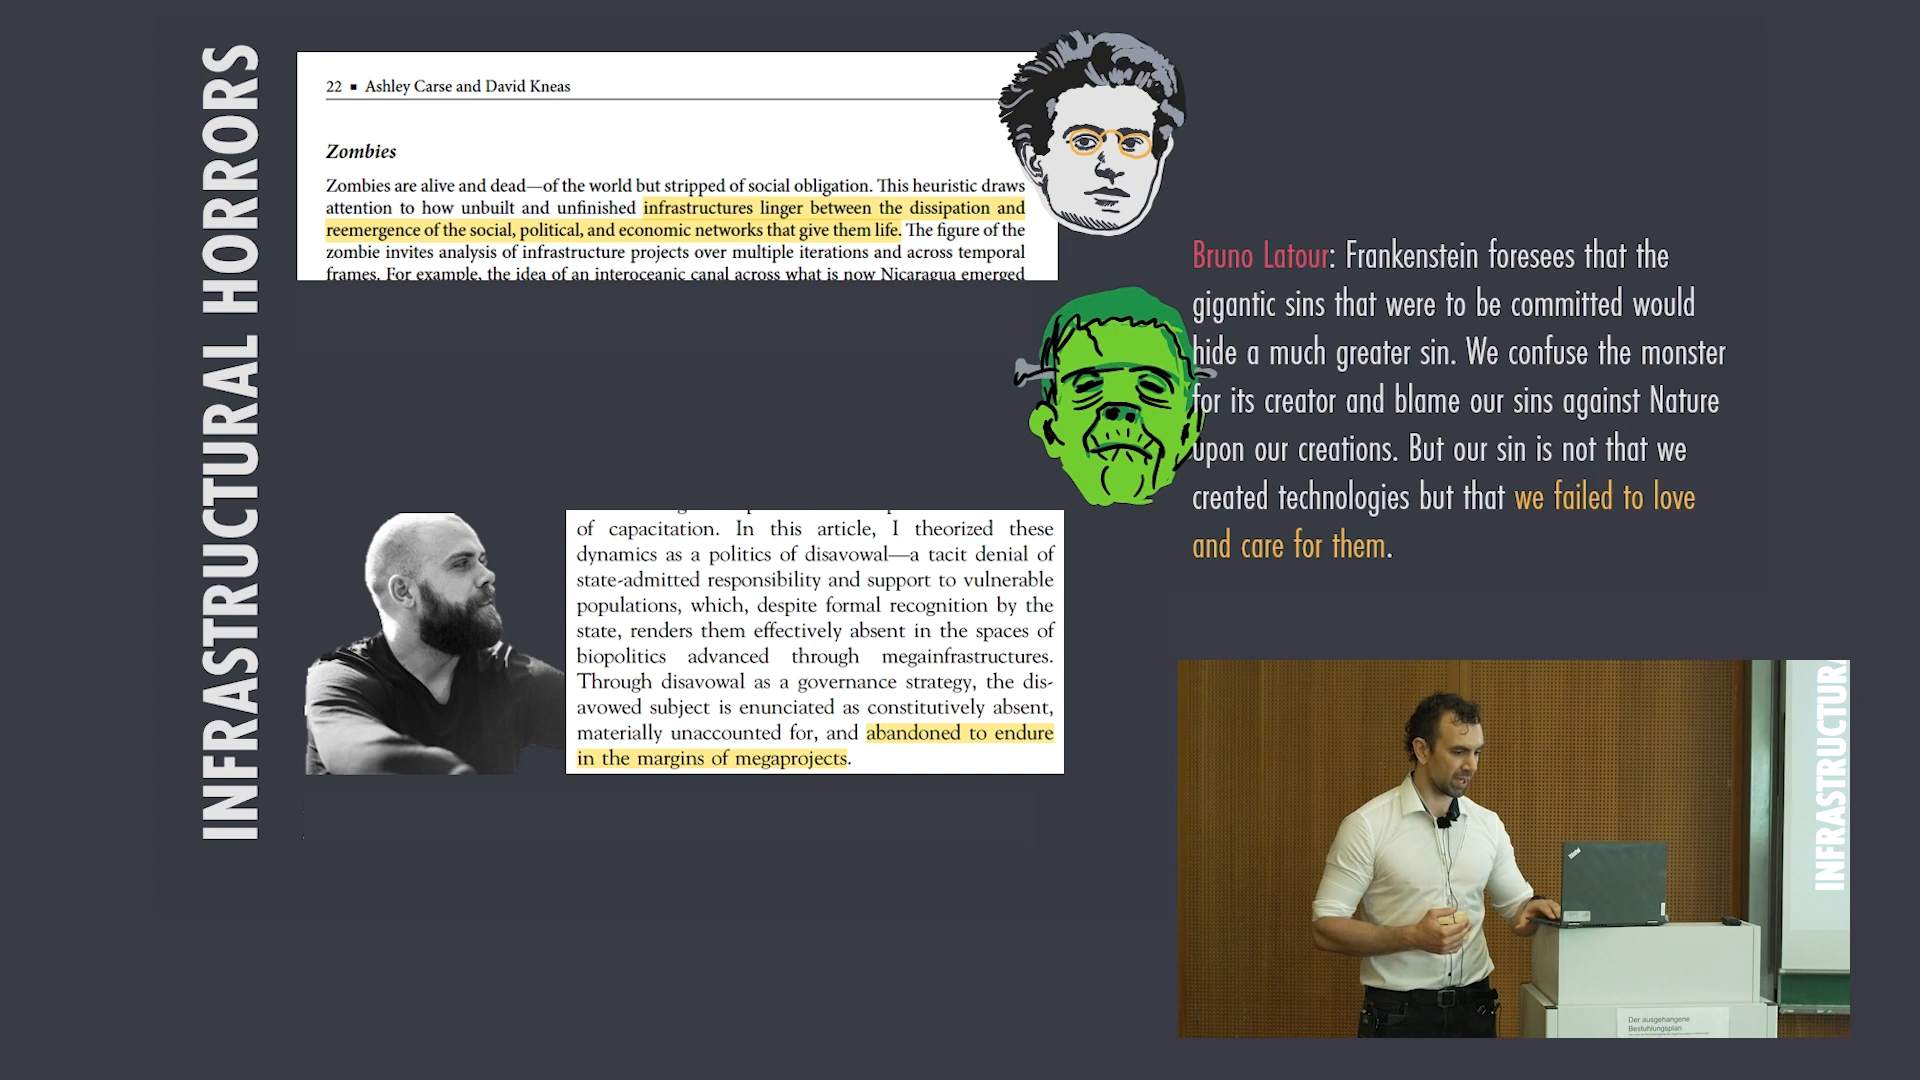 INFRASTRUCTURAL HORRORS
22 ■ Ashley Carse and David Kneas
Zombies
Zombies are alive and dead—of the world but stripped of social obligation. This heuristic draws
attention to how unbuilt and unfinished infrastructures linger between the dissipation and
reemergence of the social, political, and economic networks that give them life. The figure of the
zombie invites analysis of infrastructure projects over multiple iterations and across temporal
frames. For example, the idea of an interoceanic canal across what is now Nicaragua emerged
Bruno Latour: Frankenstein foresees that the
gigantic sins that were to be committed would
hide a much greater sin. We confuse the monster
for its creator and blame our sins against Nature
upon our creations. But our sin is not that we
created technologies but that we failed to love
and care for them.
of capacitation. In this article, I theorized these
dynamics as a politics of disavowal—a tacit denial of
state-admitted responsibility and support to vulnerable
populations, which, despite formal recognition by the
state, renders them effectively absent in the spaces of
biopolitics advanced through megainfrastructures.
Through disavowal as a governance strategy, the dis-
avowed subject is enunciated as constitutively absent,
materially unaccounted for, and abandoned to endure
in the margins of megaprojects.
INFRASTRUCTUR
ThinkPad
Der ausgehangene
Bestuhlungsplan